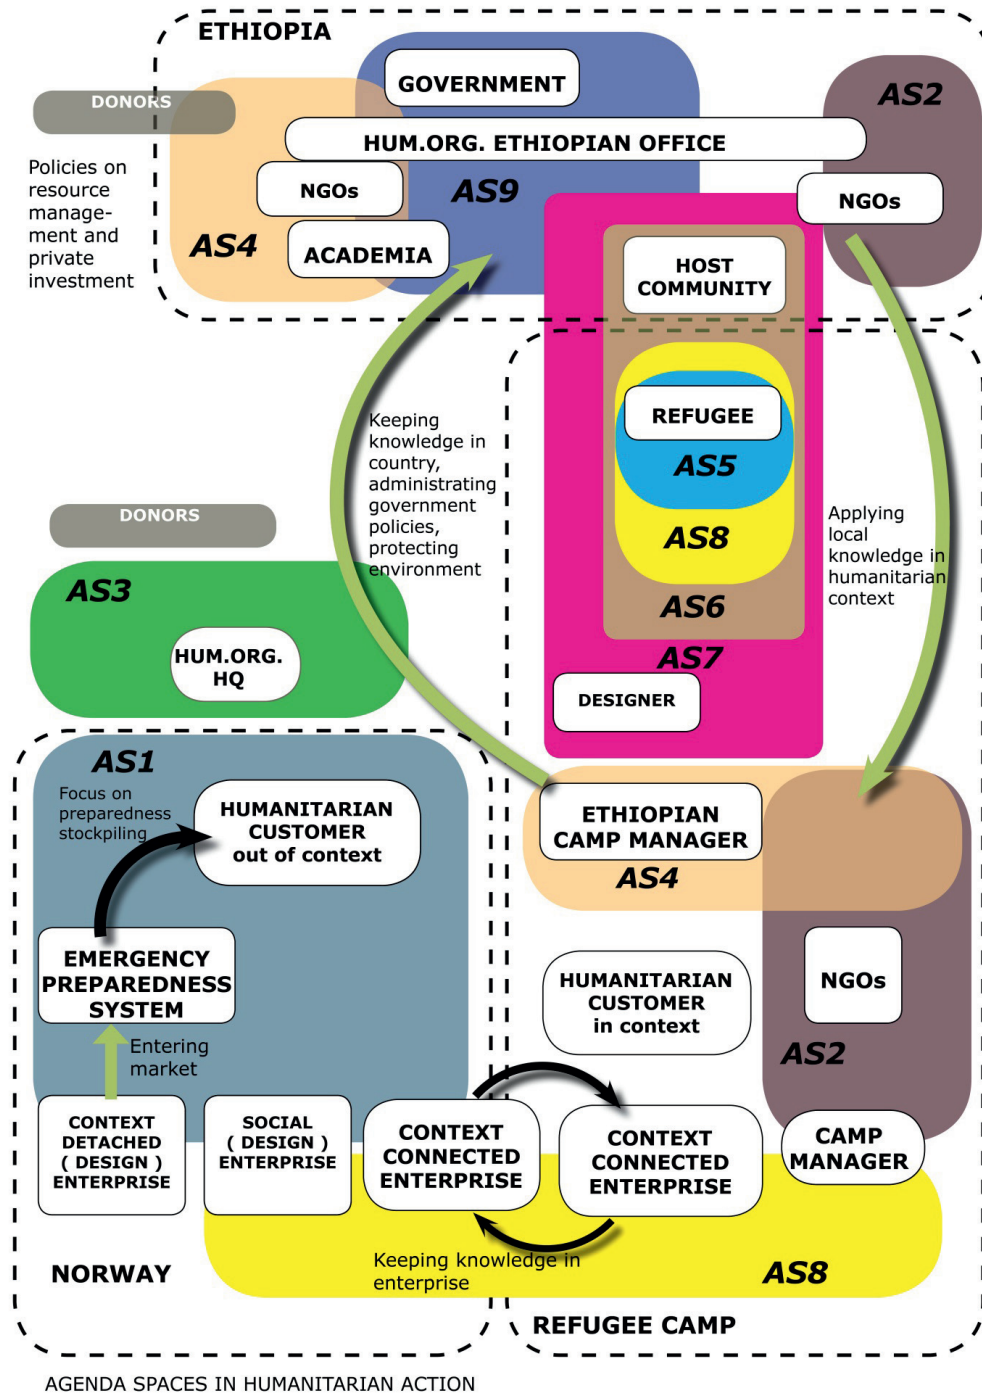 ETHIOPIA
GOVERNMENT
AS2
DONORS
HUM.ORG. ETHIOPIAN OFFICE
Policies on
resource
manage-
ment and
private
investment
NGOs
AS9
NGOs
AS4
ACADEMIA
HOST
COMMUNITY
REFUGEE
AS5
Keeping
knowledge in
country,
administrating
government
policies,
protecting
environment
AS8
Applying
local
knowledge in
humanitarian
context
DONORS
AS3
AS6
HUM.ORG.
HQ
AS7
DESIGNER
AS1
Focus on
preparedness
stockpiling
HUMANITARIAN
CUSTOMER
out of context
ETHIOPIAN
CAMP MANAGER
AS4
EMERGENCY
PREPAREDNESS
SYSTEM
HUMANITARIAN
CUSTOMER
in context
NGOs
AS2
Entering
market
CONTEXT
DETACHED
( DESIGN )
ENTERPRISE
SOCIAL
( DESIGN )
ENTERPRISE
CONTEXT
CONNECTED
ENTERPRISE
CONTEXT
CONNECTED
ENTERPRISE
CAMP
MANAGER
Keeping knowledge in
enterprise
AS8
NORWAY
REFUGEE CAMP
AGENDA SPACES IN HUMANITARIAN ACTION